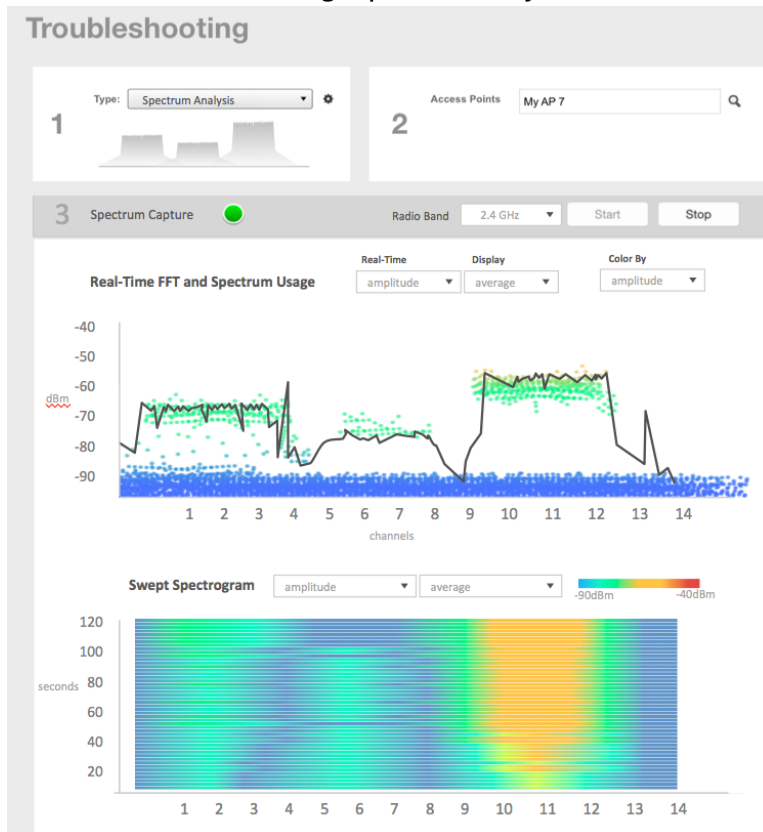 Troubleshooting
1
Type:
Spectrum Analysis
2
Access Points
My AP 7
3
Spectrum Capture
Radio Band
2.4 GHz
Start
Stop
Real-Time FFT and Spectrum Usage
Real-Time
amplitude
Display
average
Color By
amplitude
-40
-50
-60
dBm
-70
-80
-90
1 2 3 4 5 6 7 8 9 10 11 12 13 14
channels
Swept Spectrogram
amplitude
average
-90dBm
-40dBm
120
100
seconds 80
60
40
20
1 2 3 4 5 6 7 8 9 10 11 12 13 14